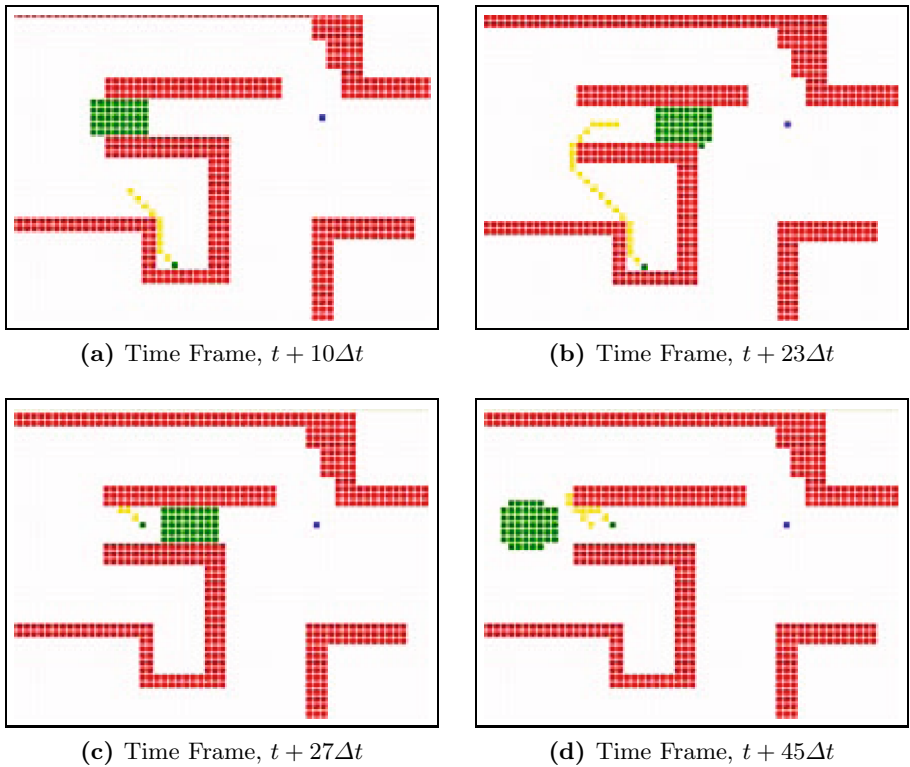 (a) Time Frame, t + 10Δt
(b) Time Frame, t + 23Δt
(c) Time Frame, t + 27Δt
(d) Time Frame, t + 45Δt